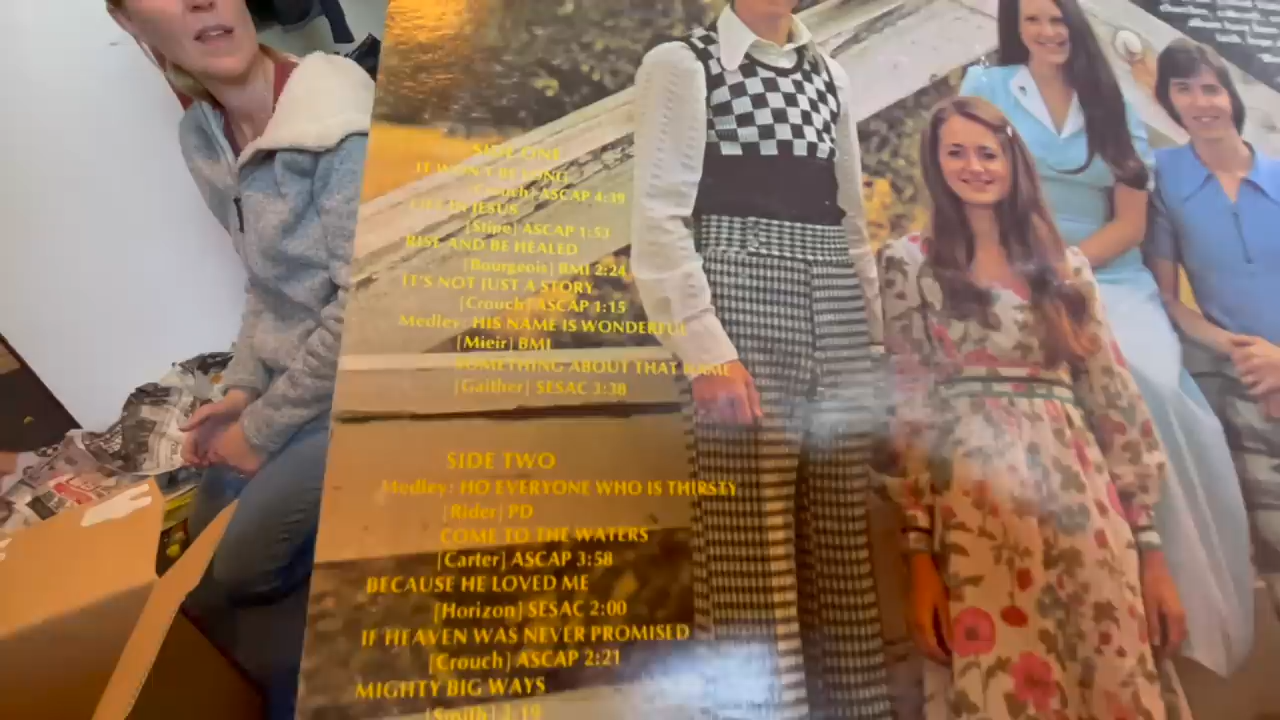 SIDE ONE
IT WON'T BE LONG
[Crouch] ASCAP 4:39
LIFE IN JESUS
[Stipe] ASCAP 1:53
RISE AND BE HEALED
[Bourgeois] BMI 2:24
IT'S NOT JUST A STORY
[Crouch] ASCAP 1:15
Medley: HIS NAME IS WONDERFUL
[Mieir] BMI
SOMETHING ABOUT THAT NAME
[Gaither] SESAC 3:38
SIDE TWO
Medley: HO EVERYONE WHO IS THIRSTY
[Rider] PD
COME TO THE WATERS
[Carter] ASCAP 3:58
BECAUSE HE LOVED ME
[Horizon] SESAC 2:00
IF HEAVEN WAS NEVER PROMISED
[Crouch] ASCAP 2:21
MIGHTY BIG WAYS
[Smith] 2:19